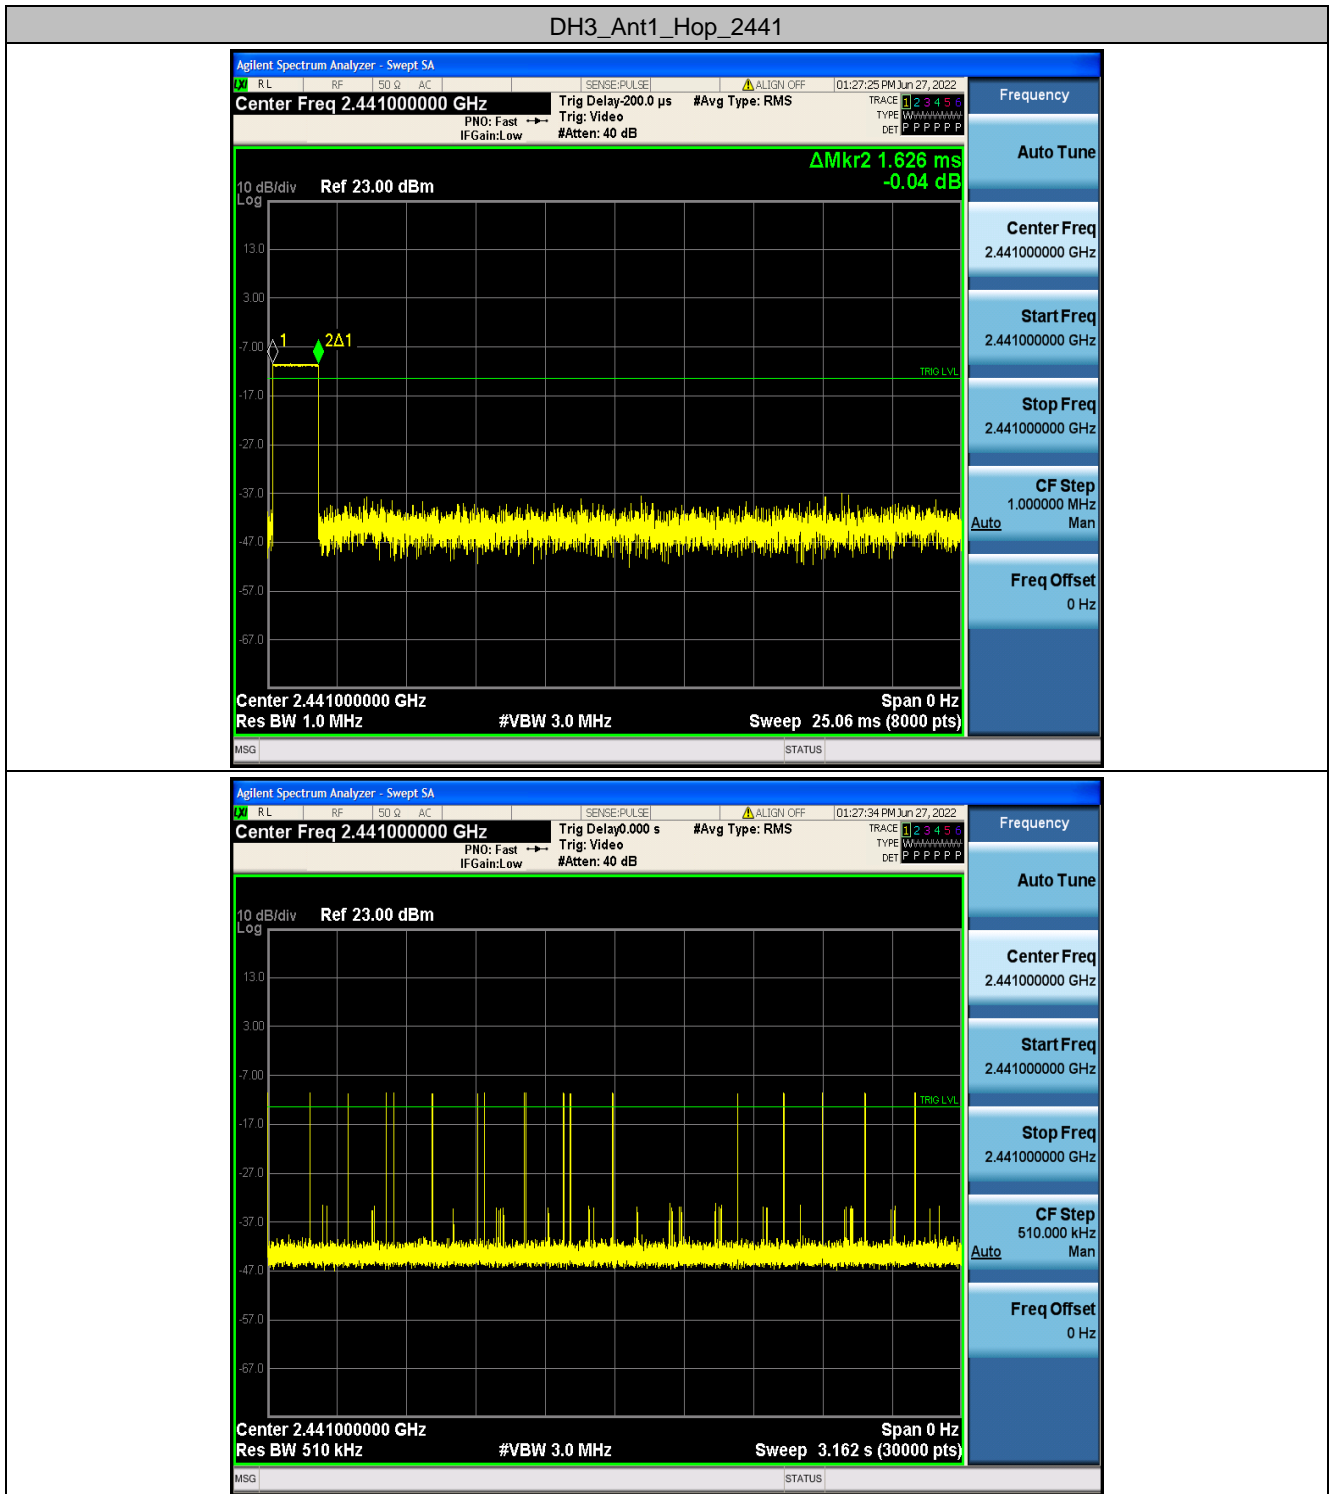 DH3_Ant1_Hop_2441
Agilent Spectrum Analyzer - Swept SA
LXI RL RF 50 Ω AC SENSE:PULSE ALIGN OFF 01:27:25 PM Jun 27, 2022
Center Freq 2.441000000 GHz
PNO: Fast
IFGain:Low
Trig Delay-200.0 µs
Trig: Video
#Atten: 40 dB
#Avg Type: RMS
TRACE 1 2 3 4 5 6
TYPE WWWWWW
DET P P P P P P
ΔMkr2 1.626 ms
-0.04 dB
10 dB/div Ref 23.00 dBm
Log
13.0
3.00
-7.00
-17.0
-27.0
-37.0
-47.0
-57.0
-67.0
1
2Δ1
TRIG LVL
Center 2.441000000 GHz Span 0 Hz
Res BW 1.0 MHz #VBW 3.0 MHz Sweep 25.06 ms (8000 pts)
MSG STATUS
Frequency
Auto Tune
Center Freq
2.441000000 GHz
Start Freq
2.441000000 GHz
Stop Freq
2.441000000 GHz
CF Step
1.000000 MHz
Auto Man
Freq Offset
0 Hz
Agilent Spectrum Analyzer - Swept SA
LXI RL RF 50 Ω AC SENSE:PULSE ALIGN OFF 01:27:34 PM Jun 27, 2022
Center Freq 2.441000000 GHz
PNO: Fast
IFGain:Low
Trig Delay0.000 s
Trig: Video
#Atten: 40 dB
#Avg Type: RMS
TRACE 1 2 3 4 5 6
TYPE WWWWWW
DET P P P P P P
10 dB/div Ref 23.00 dBm
Log
13.0
3.00
-7.00
-17.0
-27.0
-37.0
-47.0
-57.0
-67.0
TRIG LVL
Center 2.441000000 GHz Span 0 Hz
Res BW 510 kHz #VBW 3.0 MHz Sweep 3.162 s (30000 pts)
MSG STATUS
Frequency
Auto Tune
Center Freq
2.441000000 GHz
Start Freq
2.441000000 GHz
Stop Freq
2.441000000 GHz
CF Step
510.000 kHz
Auto Man
Freq Offset
0 Hz